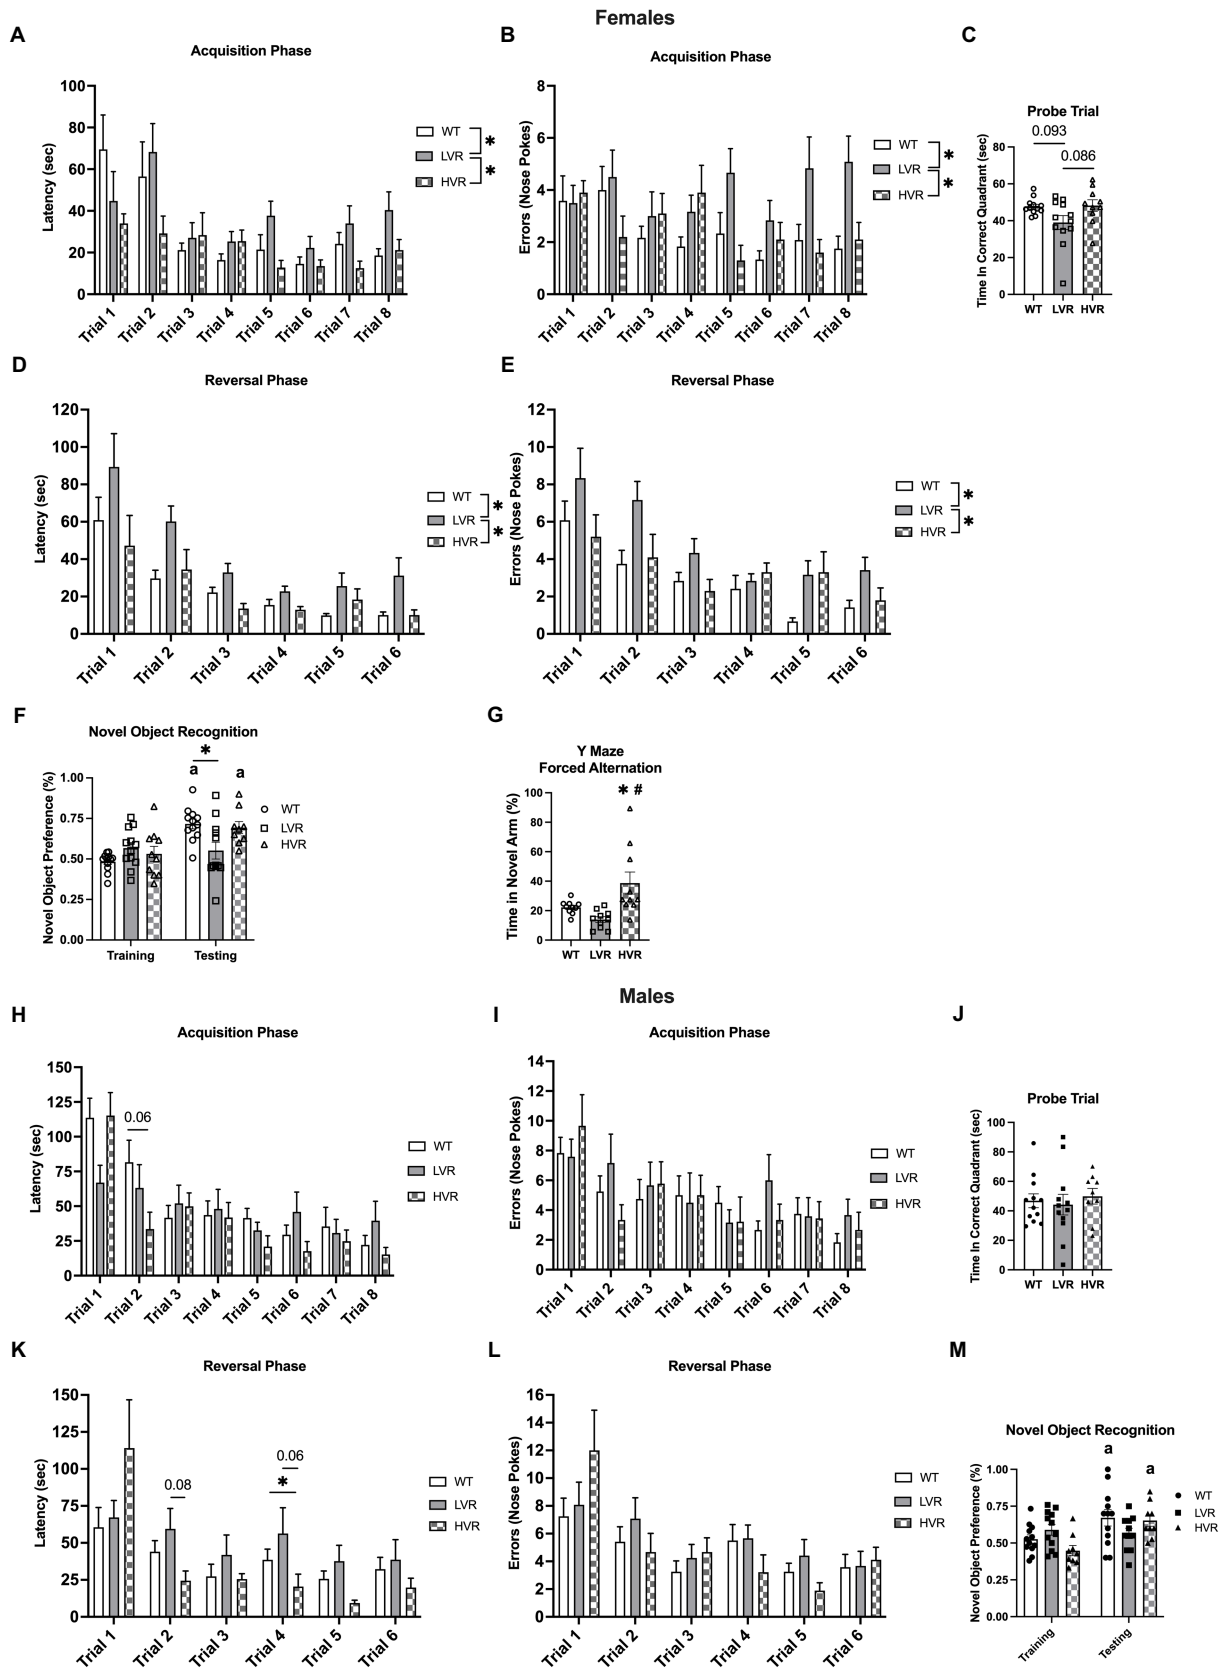 Females
A
Acquisition Phase
Latency (sec)
100
80
60
40
20
0
Trial 1
Trial 2
Trial 3
Trial 4
Trial 5
Trial 6
Trial 7
Trial 8
WT
LVR
HVR
*
*
B
Acquisition Phase
Errors (Nose Pokes)
8
6
4
2
0
Trial 1
Trial 2
Trial 3
Trial 4
Trial 5
Trial 6
Trial 7
Trial 8
WT
LVR
HVR
*
*
C
Probe Trial
0.093
0.086
Time In Correct Quadrant (sec)
80
60
40
20
0
WT LVR HVR
D
Reversal Phase
Latency (sec)
120
100
80
60
40
20
0
Trial 1
Trial 2
Trial 3
Trial 4
Trial 5
Trial 6
WT
LVR
HVR
*
*
E
Reversal Phase
Errors (Nose Pokes)
12
10
8
6
4
2
0
Trial 1
Trial 2
Trial 3
Trial 4
Trial 5
Trial 6
WT
LVR
HVR
*
*
F
Novel Object Recognition
*
a a
Novel Object Preference (%)
1.00
0.75
0.50
0.25
0.00
Training Testing
WT
LVR
HVR
G
Y Maze
Forced Alternation
* #
Time in Novel Arm (%)
100
80
60
40
20
0
WT LVR HVR
Males
H
Acquisition Phase
Latency (sec)
150
125
100
75
50
25
0
0.06
Trial 1
Trial 2
Trial 3
Trial 4
Trial 5
Trial 6
Trial 7
Trial 8
WT
LVR
HVR
I
Acquisition Phase
Errors (Nose Pokes)
14
12
10
8
6
4
2
0
Trial 1
Trial 2
Trial 3
Trial 4
Trial 5
Trial 6
Trial 7
Trial 8
WT
LVR
HVR
J
Probe Trial
Time In Correct Quadrant (sec)
100
80
60
40
20
0
WT LVR HVR
K
Reversal Phase
Latency (sec)
150
125
100
75
50
25
0
0.08
0.06
*
Trial 1
Trial 2
Trial 3
Trial 4
Trial 5
Trial 6
WT
LVR
HVR
L
Reversal Phase
Errors (Nose Pokes)
16
14
12
10
8
6
4
2
0
Trial 1
Trial 2
Trial 3
Trial 4
Trial 5
Trial 6
WT
LVR
HVR
M
Novel Object Recognition
a
a
Novel Object Preference (%)
1.00
0.75
0.50
0.25
0.00
Training
Testing
WT
LVR
HVR